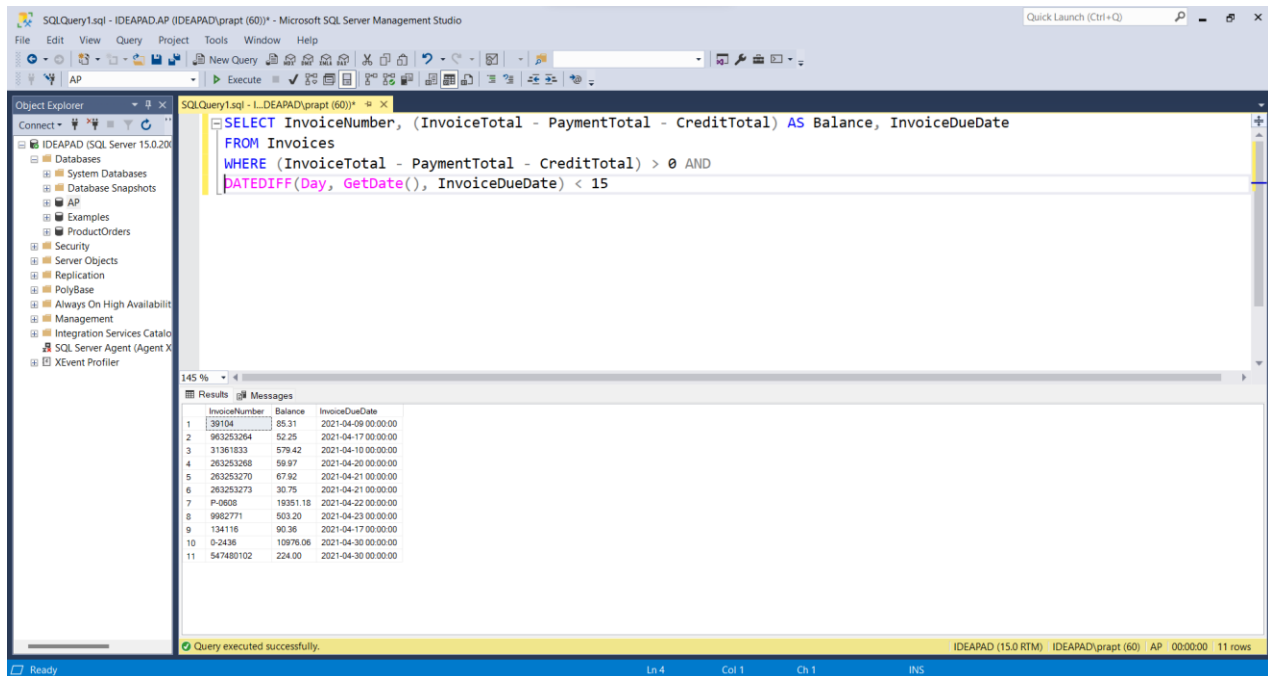 SQLQuery1.sql - IDEAPAD.AP (IDEAPAD\prapt (60))* - Microsoft SQL Server Management Studio
Quick Launch (Ctrl+Q)
File Edit View Query Project Tools Window Help
New Query
AP
Execute
Object Explorer
SQLQuery1.sql - I...DEAPAD\prapt (60))*
Connect
IDEAPAD (SQL Server 15.0.200
Databases
System Databases
Database Snapshots
AP
Examples
ProductOrders
Security
Server Objects
Replication
PolyBase
Always On High Availabilit
Management
Integration Services Catalo
SQL Server Agent (Agent X
XEvent Profiler
SELECT InvoiceNumber, (InvoiceTotal - PaymentTotal - CreditTotal) AS Balance, InvoiceDueDate
FROM Invoices
WHERE (InvoiceTotal - PaymentTotal - CreditTotal) > 0 AND
DATEDIFF(Day, GetDate(), InvoiceDueDate) < 15
145 %
Results Messages
InvoiceNumber Balance InvoiceDueDate
1 39104 85.31 2021-04-09 00:00:00
2 963253264 52.25 2021-04-17 00:00:00
3 31361833 579.42 2021-04-10 00:00:00
4 263253268 59.97 2021-04-20 00:00:00
5 263253270 67.92 2021-04-21 00:00:00
6 263253273 30.75 2021-04-21 00:00:00
7 P-0608 19351.18 2021-04-22 00:00:00
8 9982771 503.20 2021-04-23 00:00:00
9 134116 90.36 2021-04-17 00:00:00
10 0-2436 10976.06 2021-04-30 00:00:00
11 547480102 224.00 2021-04-30 00:00:00
Query executed successfully.
IDEAPAD (15.0 RTM) IDEAPAD\prapt (60) AP 00:00:00 11 rows
Ready Ln 4 Col 1 Ch 1 INS